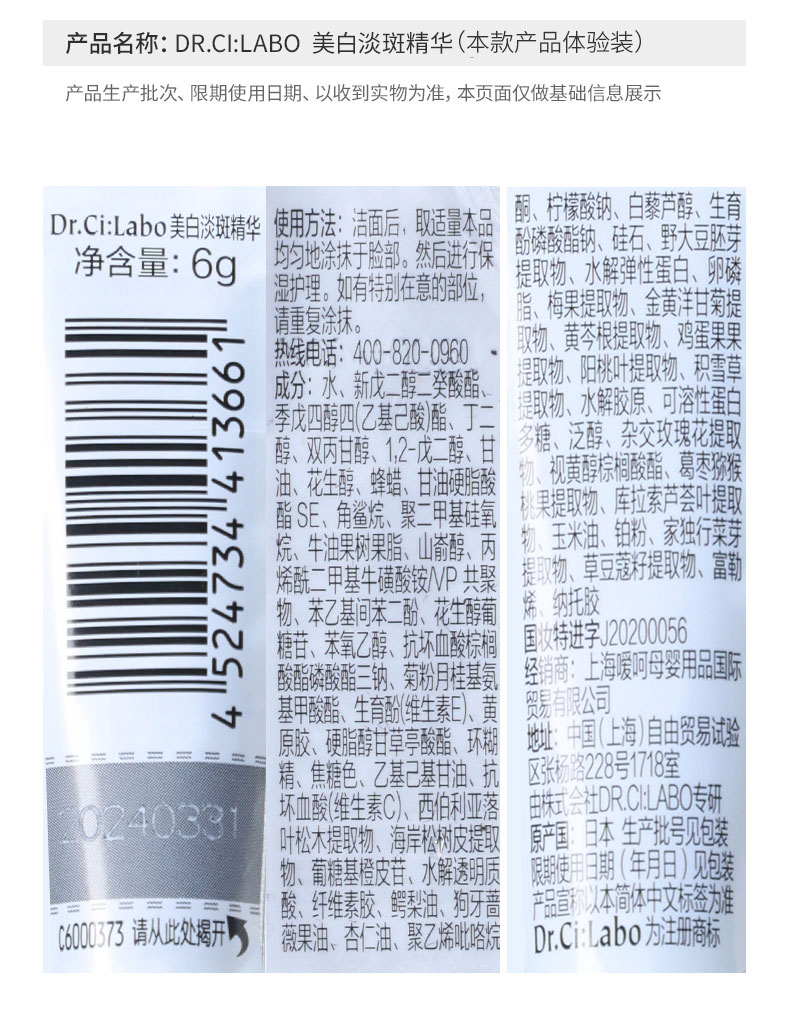 产品名称：DR.CI:LABO 美白淡斑精华（本款产品体验装）
产品生产批次、限期使用日期、以收到实物为准，本页面仅做基础信息展示
Dr.Ci:Labo 美白淡斑精华
净含量：6g
4 524734 413661
20240331
C6000373 请从此处揭开
使用方法：洁面后，取适量本品
均匀地涂抹于脸部。然后进行保
湿护理。如有特别在意的部位，
请重复涂抹。
热线电话：400-820-0960
成分：水、新戊二醇二癸酸酯、
季戊四醇四(乙基己酸)酯、丁二
醇、双丙甘醇、1,2-戊二醇、甘
油、花生醇、蜂蜡、甘油硬脂酸
酯 SE、角鲨烷、聚二甲基硅氧
烷、牛油果树果脂、山嵛醇、丙
烯酰二甲基牛磺酸铵/VP 共聚
物、苯乙基间苯二酚、花生醇葡
糖苷、苯氧乙醇、抗坏血酸棕榈
酸酯磷酸酯三钠、菊粉月桂基氨
基甲酸酯、生育酚(维生素E)、黄
原胶、硬脂醇甘草亭酸酯、环糊
精、焦糖色、乙基己基甘油、抗
坏血酸(维生素C)、西伯利亚落
叶松木提取物、海岸松树皮提取
物、葡糖基橙皮苷、水解透明质
酸、纤维素胶、鳄梨油、狗牙蔷
薇果油、杏仁油、聚乙烯吡咯烷
酮、柠檬酸钠、白藜芦醇、生育
酚磷酸酯钠、硅石、野大豆胚芽
提取物、水解弹性蛋白、卵磷
脂、梅果提取物、金黄洋甘菊提
取物、黄芩根提取物、鸡蛋果果
提取物、阳桃叶提取物、积雪草
提取物、水解胶原、可溶性蛋白
多糖、泛醇、杂交玫瑰花提取
物、视黄醇棕榈酸酯、葛枣猕猴
桃果提取物、库拉索芦荟叶提取
物、玉米油、铂粉、家独行菜芽
提取物、草豆蔻籽提取物、富勒
烯、纳托胶
国妆特进字J20200056
经销商：上海嗳呵母婴用品国际
贸易有限公司
地址：中国(上海)自由贸易试验
区张杨路228号1718室
由株式会社DR.CI:LABO专研
原产国：日本 生产批号见包装
限期使用日期（年月日）见包装
产品宣称以本简体中文标签为准
Dr.Ci:Labo 为注册商标